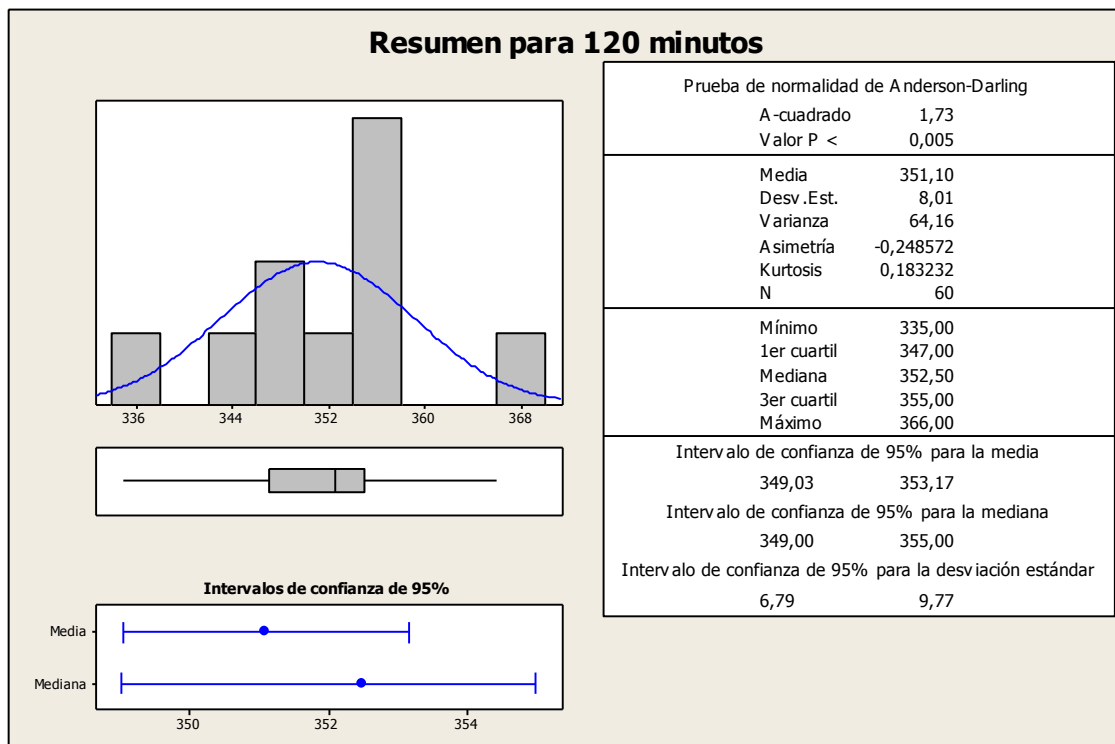 Resumen para 120 minutos
336 344 352 360 368
Intervalos de confianza de 95%
Media
Mediana
350 352 354
Prueba de normalidad de Anderson-Darling
A-cuadrado 1,73
Valor P < 0,005
Media 351,10
Desv.Est. 8,01
Varianza 64,16
Asimetría -0,248572
Kurtosis 0,183232
N 60
Mínimo 335,00
1er cuartil 347,00
Mediana 352,50
3er cuartil 355,00
Máximo 366,00
Intervalo de confianza de 95% para la media
349,03 353,17
Intervalo de confianza de 95% para la mediana
349,00 355,00
Intervalo de confianza de 95% para la desviación estándar
6,79 9,77